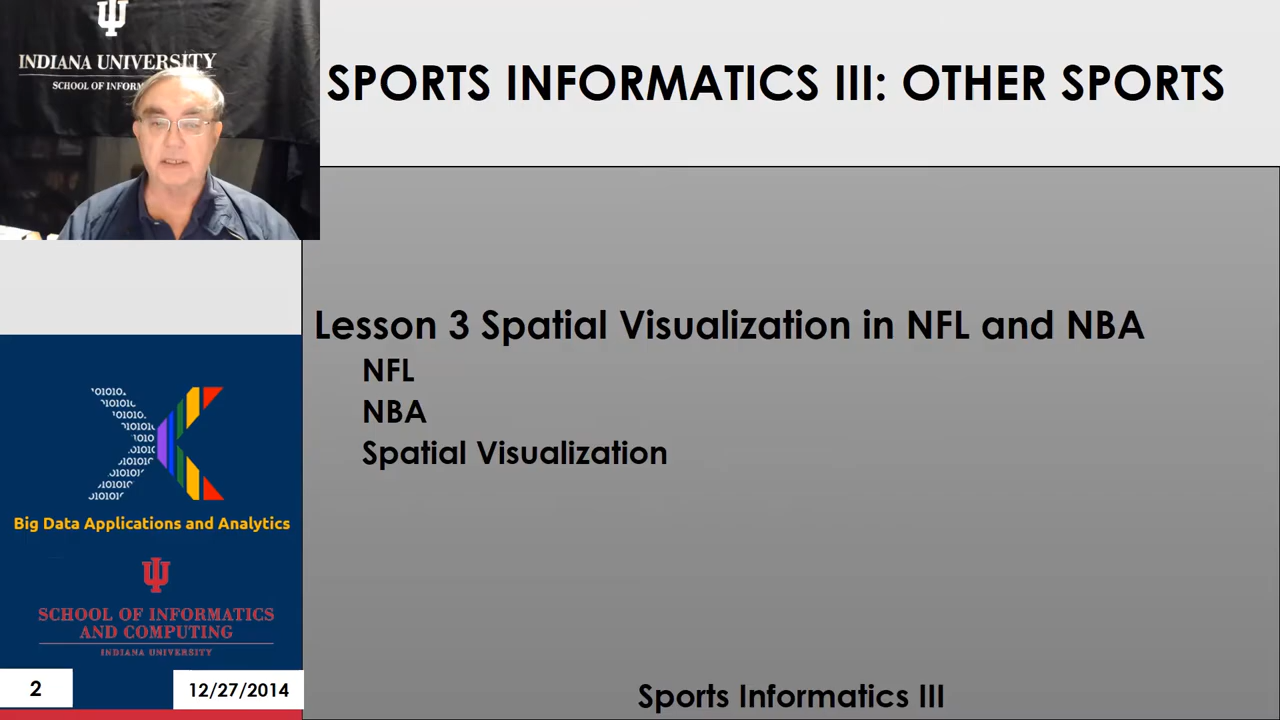 INDIANA UNIVERSITY
SCHOOL OF INFORM
SPORTS INFORMATICS III: OTHER SPORTS
Lesson 3 Spatial Visualization in NFL and NBA
NFL
NBA
Spatial Visualization
Big Data Applications and Analytics
SCHOOL OF INFORMATICS
AND COMPUTING
INDIANA UNIVERSITY
2
12/27/2014
Sports Informatics III